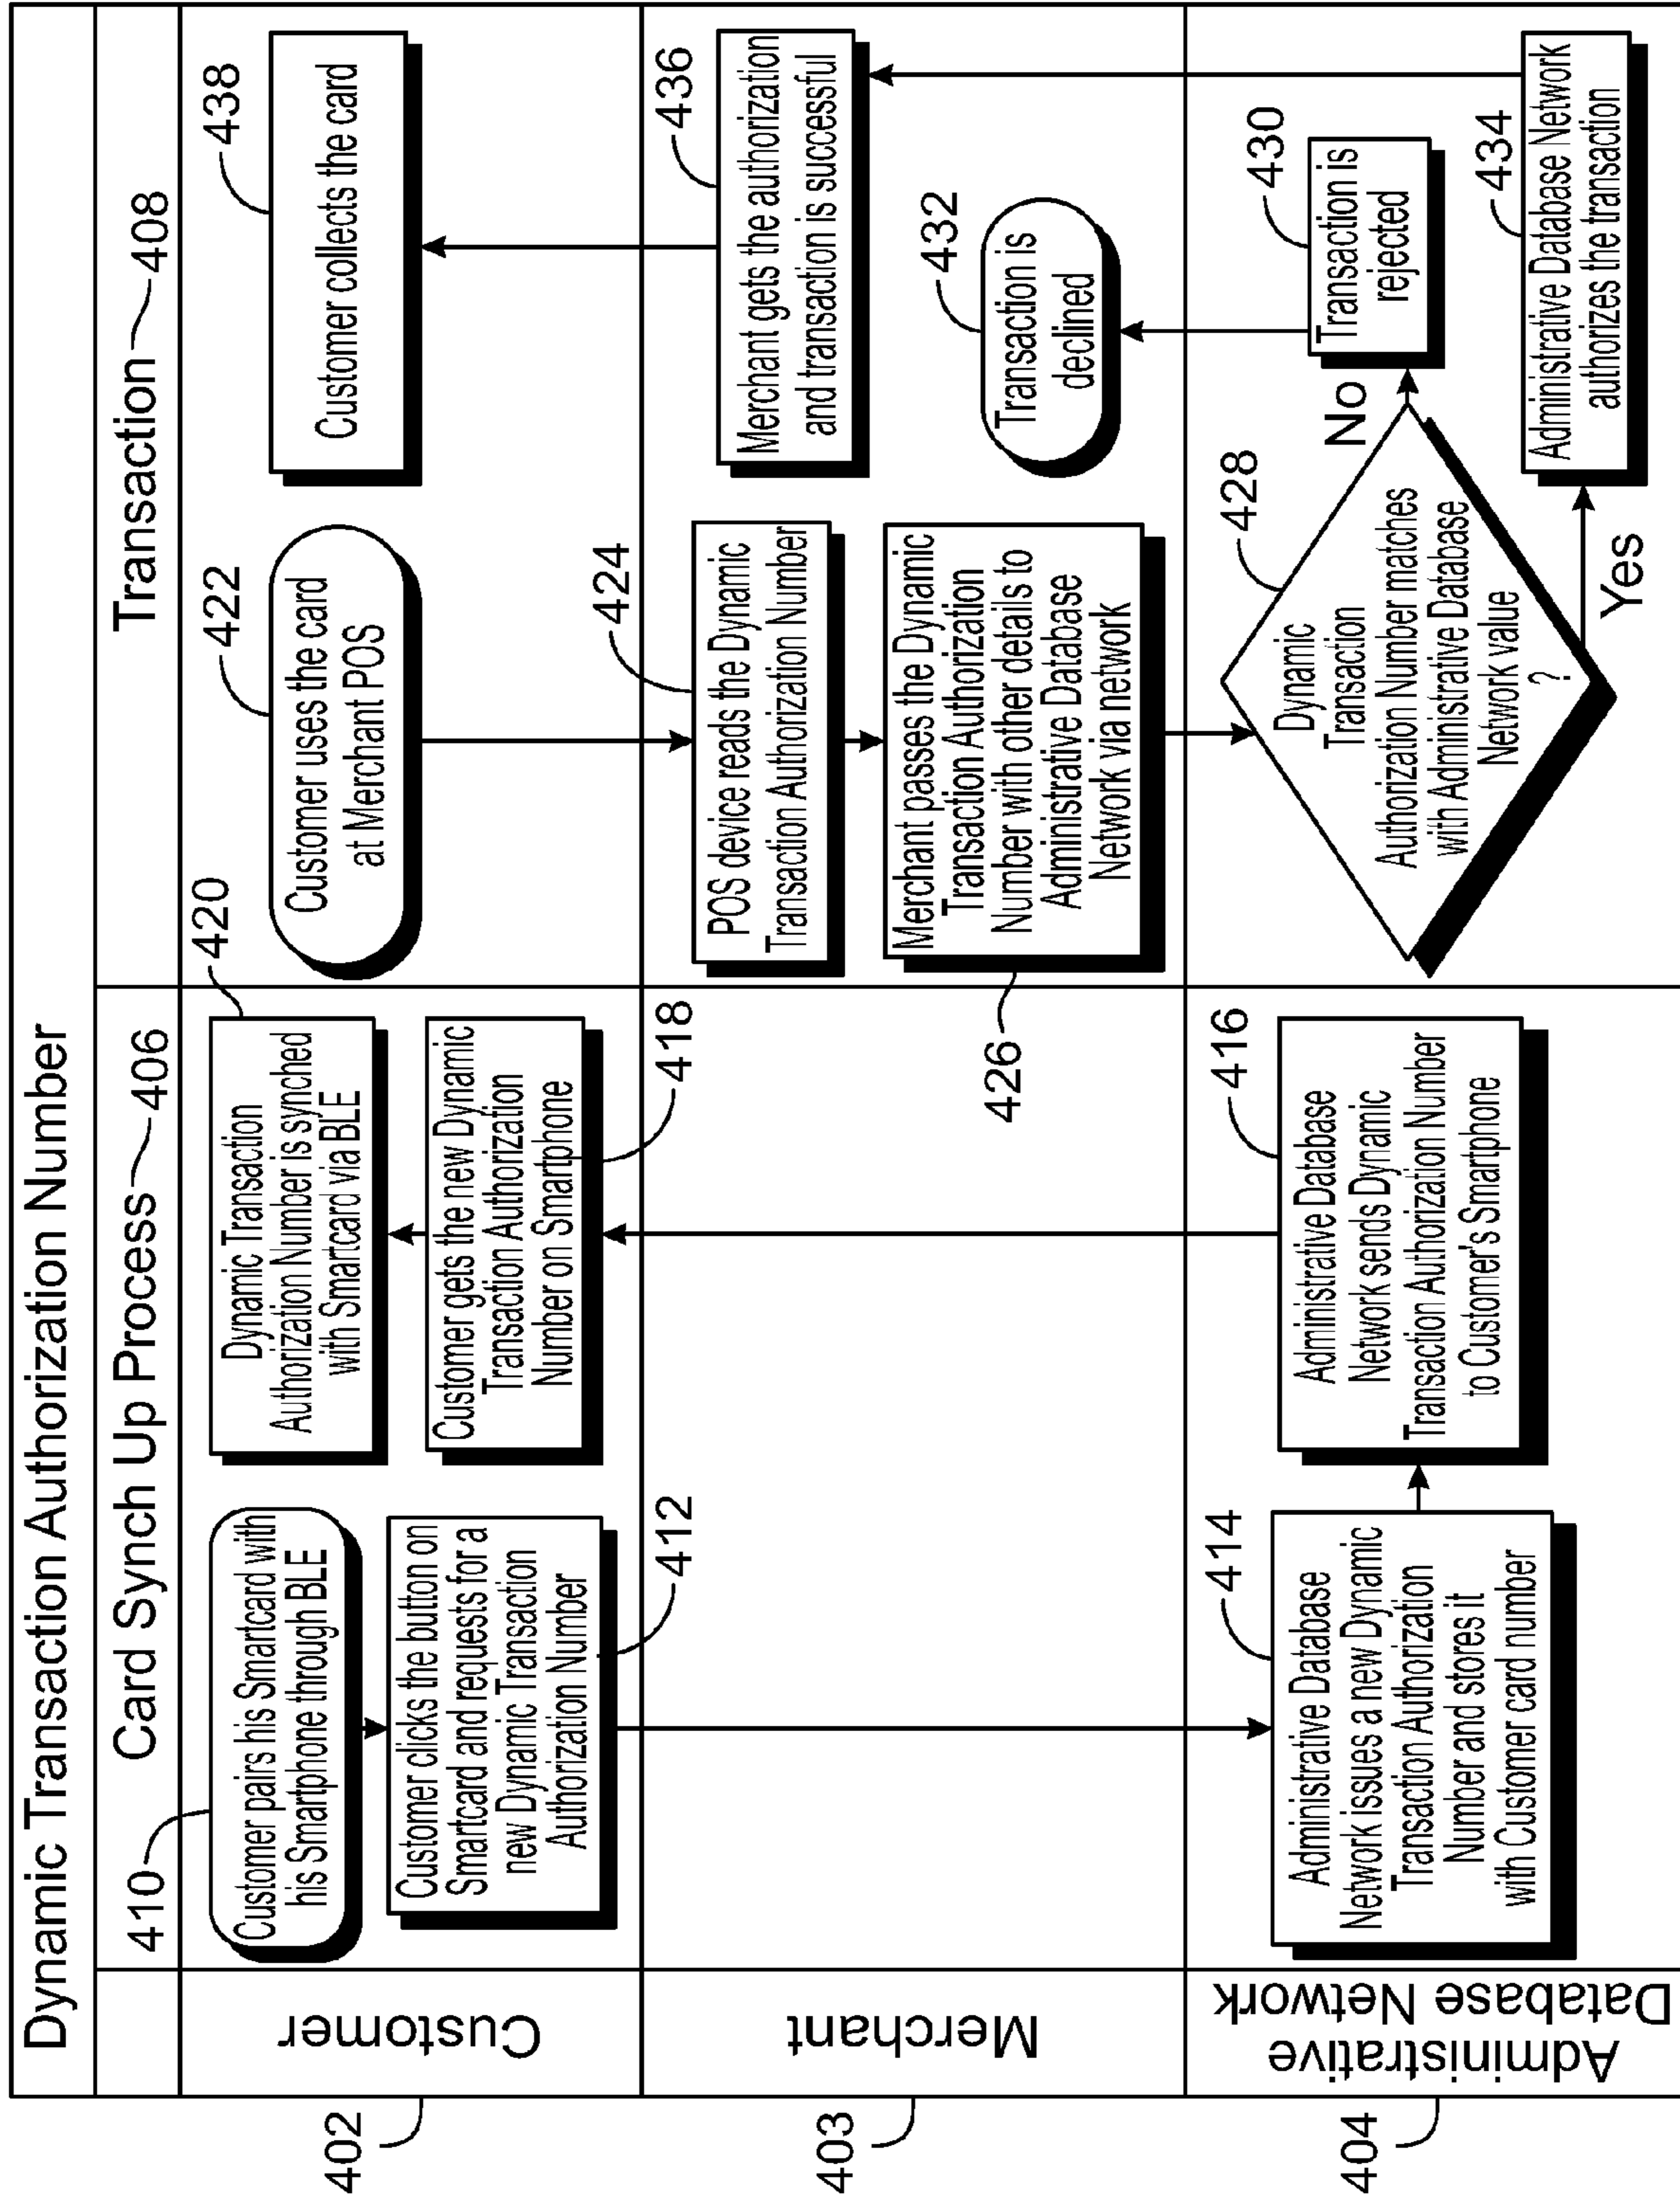 Dynamic Transaction Authorization Number
Card Synch Up Process
406
Transaction
408
402
Customer
410
Customer pairs his Smartcard with
his Smartphone through BLE
Customer clicks the button on
Smartcard and requests for a
new Dynamic Transaction
Authorization Number
412
420
Dynamic Transaction
Authorization Number is synched
with Smartcard via BLE
Customer gets the new Dynamic
Transaction Authorization
Number on Smartphone
418
422
Customer uses the card
at Merchant POS
438
Customer collects the card
403
Merchant
424
POS device reads the Dynamic
Transaction Authorization Number
Merchant passes the Dynamic
Transaction Authorization
Number with other details to
Administrative Database
Network via network
426
436
Merchant gets the authorization
and transaction is successful
432
Transaction is
declined
404
Administrative
Database Network
414
Administrative Database
Network issues a new Dynamic
Transaction Authorization
Number and stores it
with Customer card number
416
Administrative Database
Network sends Dynamic
Transaction Authorization Number
to Customer's Smartphone
428
Dynamic
Transaction
Authorization Number matches
with Administrative Database
Network value
?
No
Yes
430
Transaction is
rejected
434
Administrative Database Network
authorizes the transaction